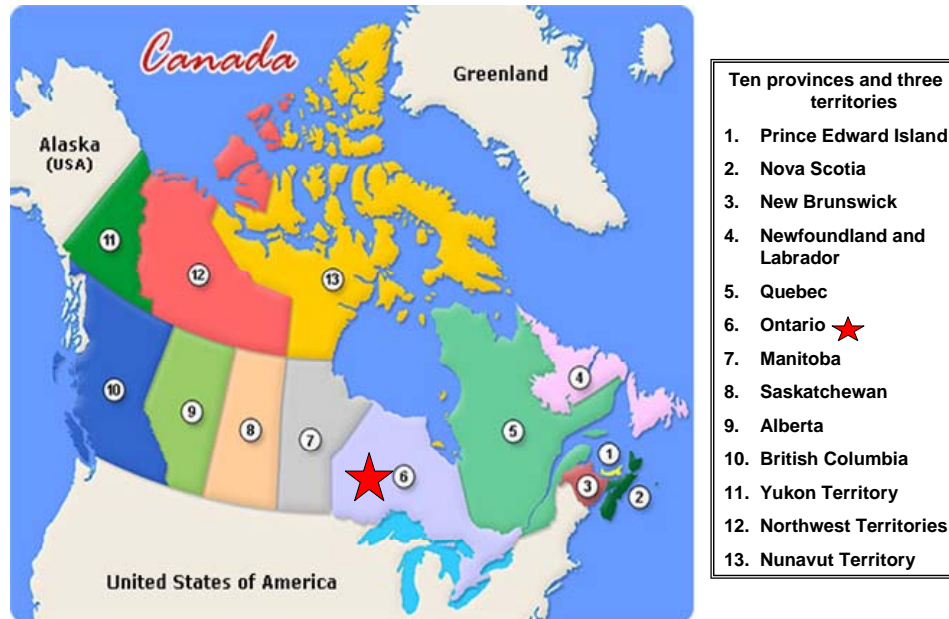 Canada
Greenland
Alaska
(USA)
11
12
13
10
9
8
7
6
5
4
1
3
2
United States of America
Ten provinces and three
territories
1. Prince Edward Island
2. Nova Scotia
3. New Brunswick
4. Newfoundland and
Labrador
5. Quebec
6. Ontario
7. Manitoba
8. Saskatchewan
9. Alberta
10. British Columbia
11. Yukon Territory
12. Northwest Territories
13. Nunavut Territory